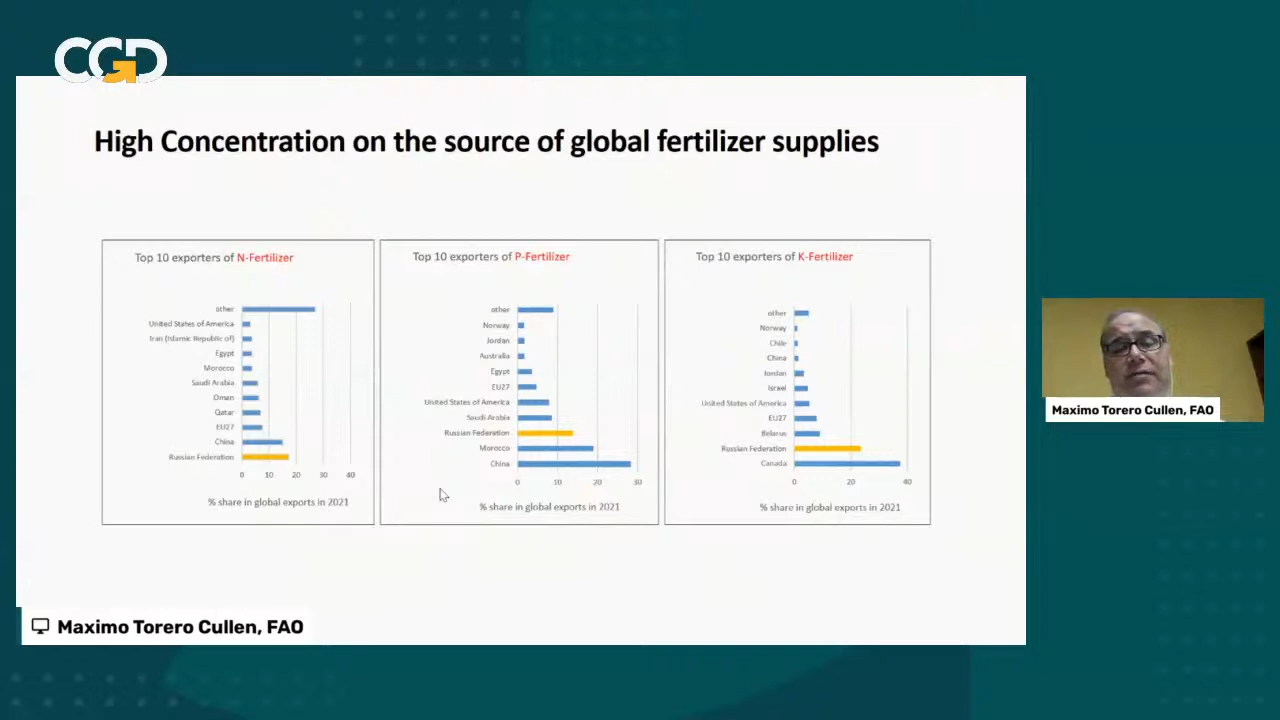 CGD
High Concentration on the source of global fertilizer supplies
Top 10 exporters of N-Fertilizer
other
United States of America
Iran (Islamic Republic of)
Egypt
Morocco
Saudi Arabia
Oman
Qatar
EU27
China
Russian Federation
0 10 20 30 40
% share in global exports in 2021
Top 10 exporters of P-Fertilizer
other
Norway
Jordan
Australia
Egypt
EU27
United States of America
Saudi Arabia
Russian Federation
Morocco
China
0 10 20 30
% share in global exports in 2021
Top 10 exporters of K-Fertilizer
other
Norway
Chile
China
Jordan
Israel
United States of America
EU27
Belarus
Russian Federation
Canada
0 20 40
% share in global exports in 2021
Maximo Torero Cullen, FAO
Maximo Torero Cullen, FAO